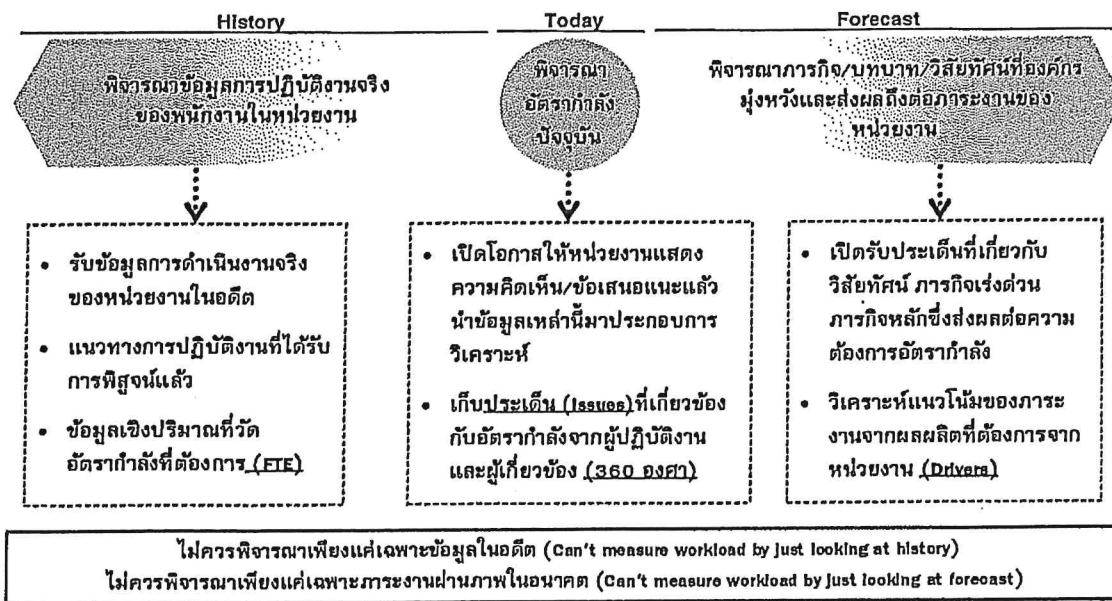 History
Today
Forecast
พิจารณาข้อมูลการปฏิบัติงานจริง
ของพนักงานในหน่วยงาน
พิจารณา
อัตรากำลัง
ปัจจุบัน
พิจารณาภารกิจ/บทบาท/วิสัยทัศน์ที่องค์กร
มุ่งหวังและส่งผลถึงต่อภาระงานของ
หน่วยงาน
• รับข้อมูลการดำเนินงานจริง
ของหน่วยงานในอดีต
• แนวทางการปฏิบัติงานที่ได้รับ
การพิสูจน์แล้ว
• ข้อมูลเชิงปริมาณที่วัด
อัตรากำลังที่ต้องการ (FTE)
• เปิดโอกาสให้หน่วยงานแสดง
ความคิดเห็น/ข้อเสนอแนะแล้ว
นำข้อมูลเหล่านี้มาประกอบการ
วิเคราะห์
• เก็บประเด็น (Issues)ที่เกี่ยวข้อง
กับอัตรากำลังจากผู้ปฏิบัติงาน
และผู้เกี่ยวข้อง (360 องศา)
• เปิดรับประเด็นที่เกี่ยวกับ
วิสัยทัศน์ ภารกิจเร่งด่วน
ภารกิจหลักซึ่งส่งผลต่อความ
ต้องการอัตรากำลัง
• วิเคราะห์แนวโน้มของภาระ
งานจากผลผลิตที่ต้องการจาก
หน่วยงาน (Drivers)
ไม่ควรพิจารณาเพียงแค่เฉพาะข้อมูลในอดีต (Can't measure workload by just looking at history)
ไม่ควรพิจารณาเพียงแค่เฉพาะภาระงานผ่านภาพในอนาคต (Can't measure workload by just looking at forecast)